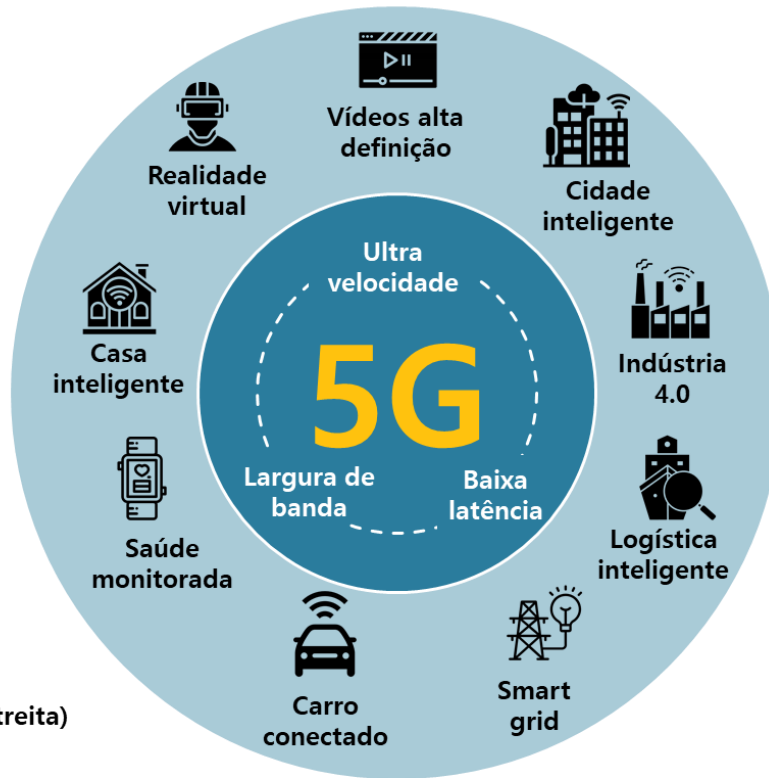 Vídeos alta
definição
Cidade
inteligente
Indústria
4.0
Logística
inteligente
Smart
grid
Carro
conectado
Saúde
monitorada
Casa
inteligente
Realidade
virtual
Ultra
velocidade
5G
Largura de
banda
Baixa
latência
treita)